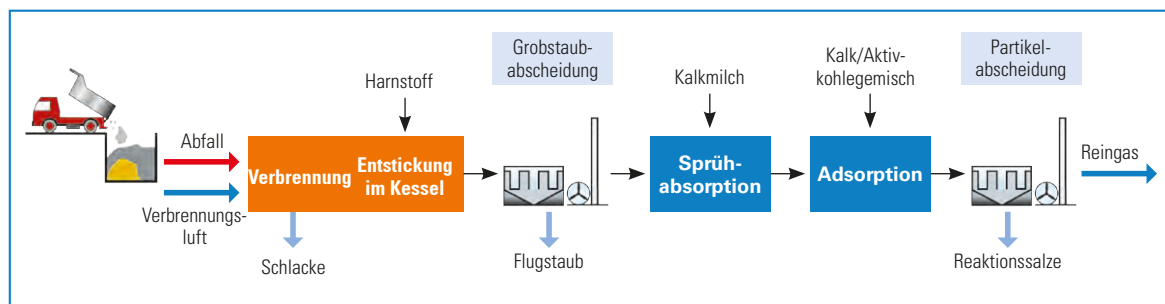 Grobstaub-
abscheidung
Partikel-
abscheidung
Harnstoff
Kalkmilch
Kalk/Aktiv-
kohlegemisch
Abfall
Verbrennung
Entstickung
im Kessel
Sprüh-
absorption
Adsorption
Reingas
Verbrennungs-
luft
Schlacke
Flugstaub
Reaktionssalze